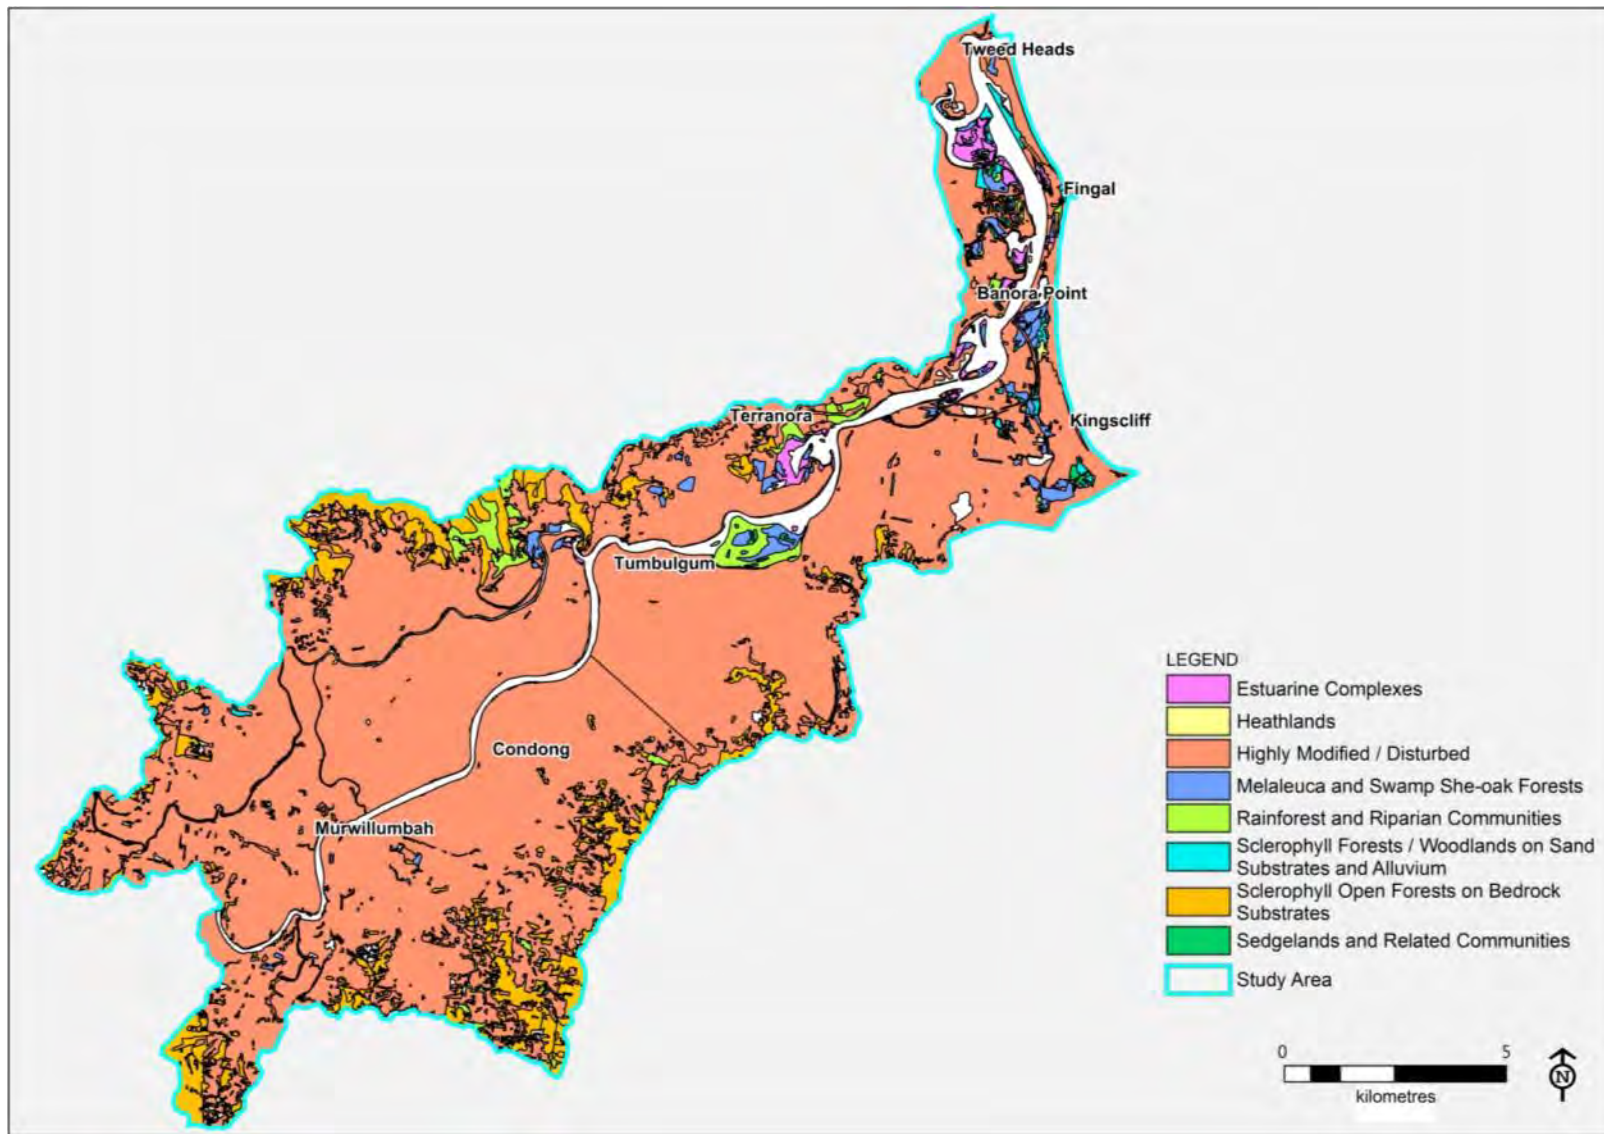 Tweed Heads
Fingal
Banora Point
Kingscliff
Terranora
Tumbulgum
Condong
Murwillumbah
LEGEND
Estuarine Complexes
Heathlands
Highly Modified / Disturbed
Melaleuca and Swamp She-oak Forests
Rainforest and Riparian Communities
Sclerophyll Forests / Woodlands on Sand
Substrates and Alluvium
Sclerophyll Open Forests on Bedrock
Substrates
Sedgelands and Related Communities
Study Area
0 5
kilometres
N